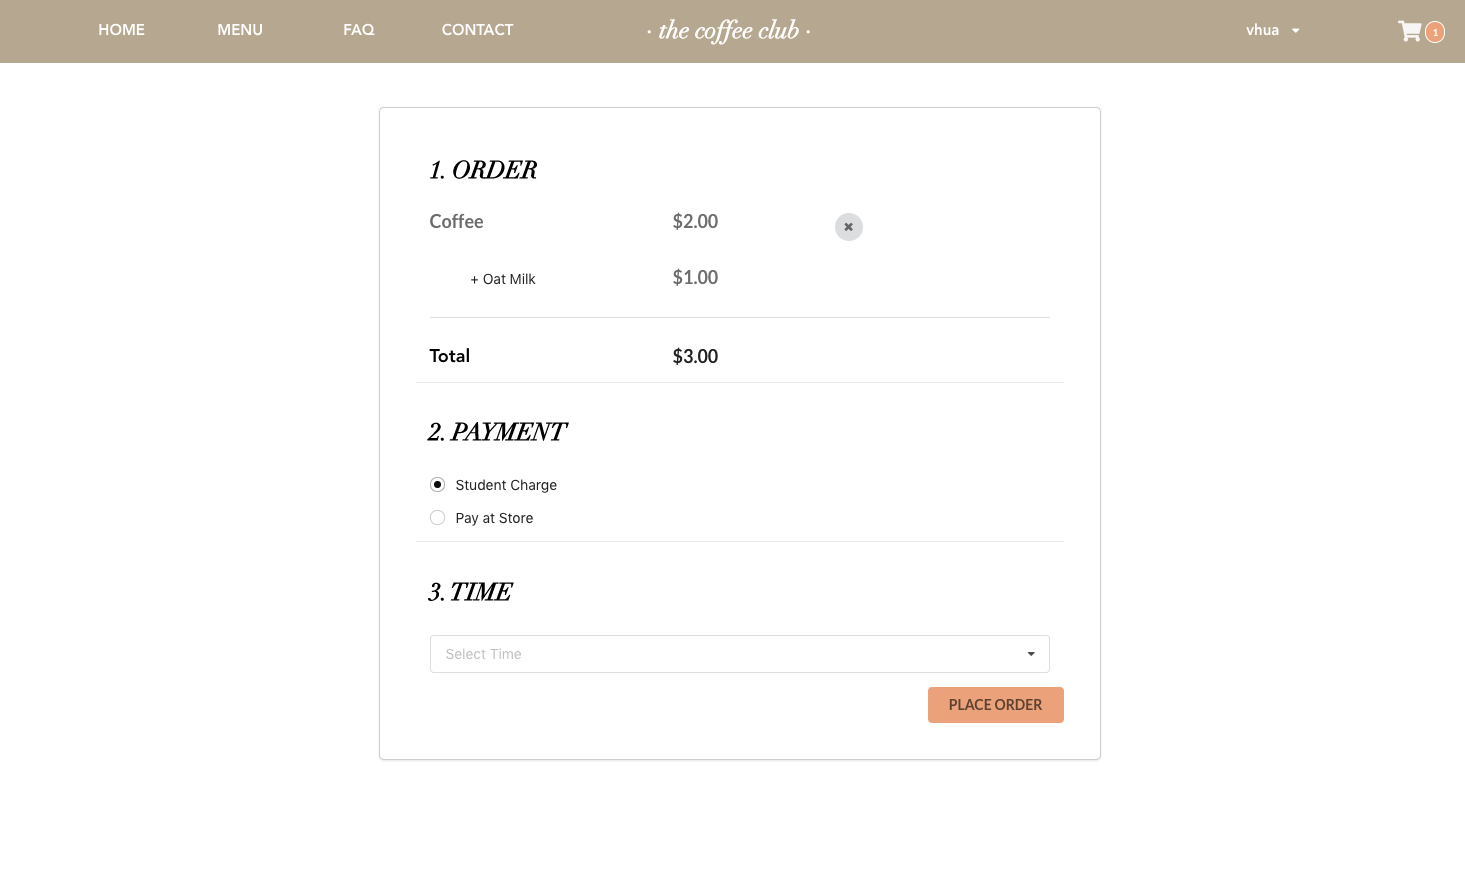 HOME MENU FAQ CONTACT · the coffee club · vhua 1
1. ORDER
Coffee $2.00
+ Oat Milk $1.00
Total $3.00
2. PAYMENT
Student Charge
Pay at Store
3. TIME
Select Time
PLACE ORDER